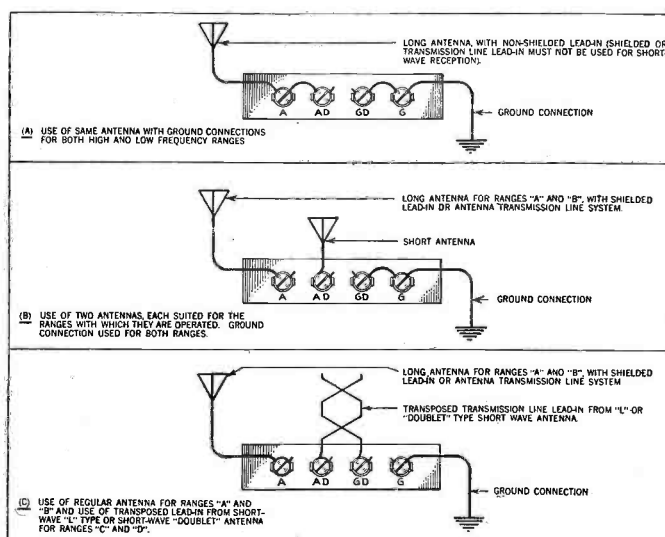 LONG ANTENNA, WITH NON-SHIELDED LEAD-IN (SHIELDED OR
TRANSMISSION LINE LEAD-IN MUST NOT BE USED FOR SHORT-
WAVE RECEPTION).
A AD GD G
GROUND CONNECTION
(A) USE OF SAME ANTENNA WITH GROUND CONNECTIONS
FOR BOTH HIGH AND LOW FREQUENCY RANGES
LONG ANTENNA FOR RANGES "A" AND "B", WITH SHIELDED
LEAD-IN OR ANTENNA TRANSMISSION LINE SYSTEM.
SHORT ANTENNA
A AD GD G
GROUND CONNECTION
(B) USE OF TWO ANTENNAS, EACH SUITED FOR THE
RANGES WITH WHICH THEY ARE OPERATED. GROUND
CONNECTION USED FOR BOTH RANGES.
LONG ANTENNA FOR RANGES "A" AND "B", WITH SHIELDED
LEAD-IN OR ANTENNA TRANSMISSION LINE SYSTEM
TRANSPOSED TRANSMISSION LINE LEAD-IN FROM "L" OR
"DOUBLET" TYPE SHORT WAVE ANTENNA.
A AD GD G
GROUND CONNECTION
(C) USE OF REGULAR ANTENNA FOR RANGES "A" AND
"B" AND USE OF TRANSPOSED LEAD-IN FROM SHORT-
WAVE "L" TYPE OR SHORT-WAVE "DOUBLET" ANTENNA
FOR RANGES "C" AND "D".